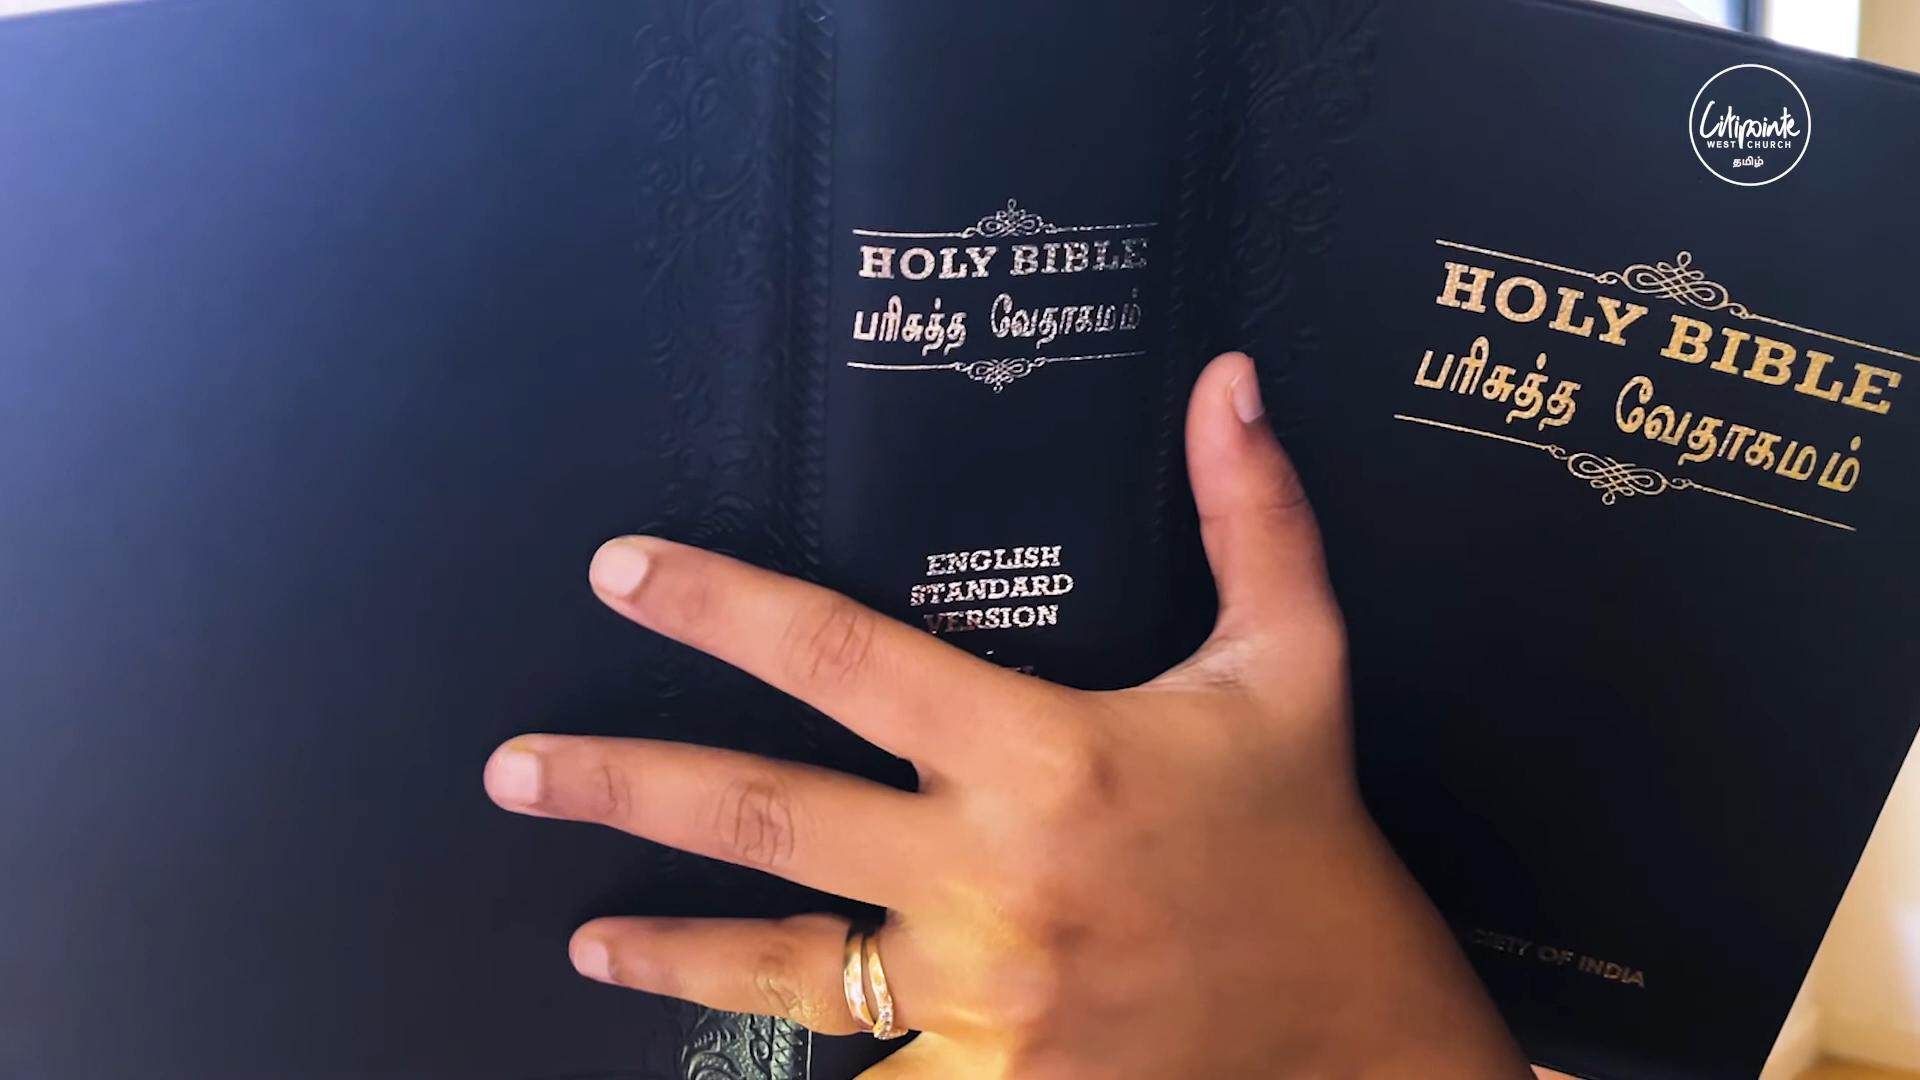 Citipointe
WEST CHURCH
தமிழ்
HOLY BIBLE
பரிசுத்த வேதாகமம்
ENGLISH
STANDARD
VERSION
HOLY BIBLE
பரிசுத்த வேதாகமம்
OF INDIA